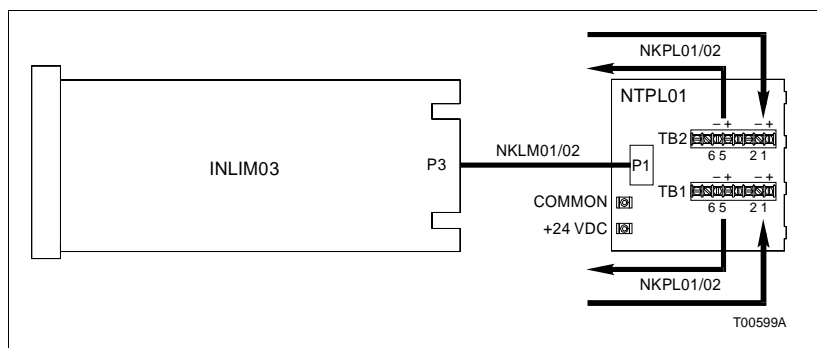 NKPL01/02
NTPL01
– + – +
TB2
6 5 2 1
INLIM03
P3
NKLM01/02
P1
– + – +
TB1
6 5 2 1
COMMON
+24 VDC
NKPL01/02
T00599A